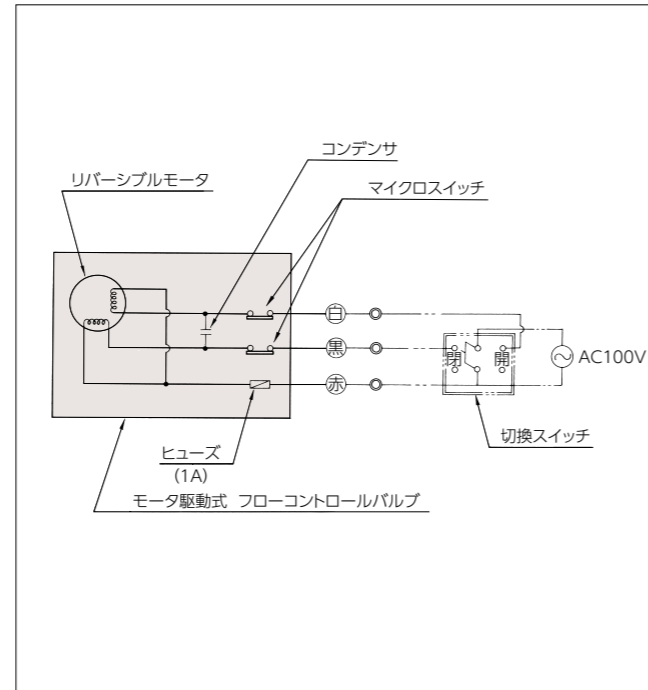 コンデンサ
リバーシブルモータ
マイクロスイッチ
白
黒
赤
閉
開
AC100V
切換スイッチ
ヒューズ
(1A)
モータ駆動式 フローコントロールバルブ